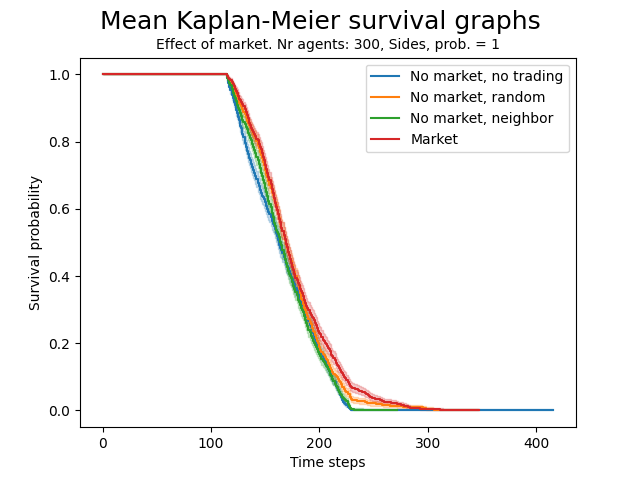 Mean Kaplan-Meier survival graphs
Effect of market. Nr agents: 300, Sides, prob. = 1
No market, no trading
No market, random
No market, neighbor
Market
Survival probability
1.0
0.8
0.6
0.4
0.2
0.0
0 100 200 300 400
Time steps